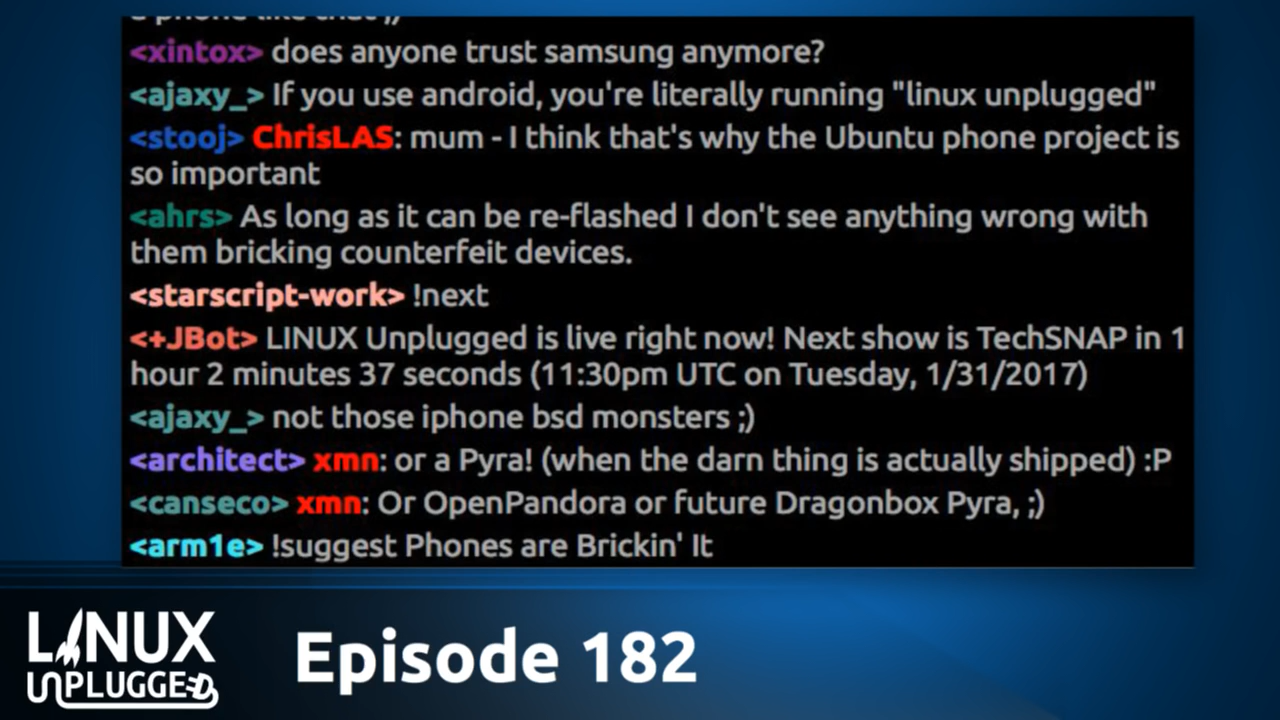 a phone like that ;)
<xintox> does anyone trust samsung anymore?
<ajaxy_> If you use android, you're literally running "linux unplugged"
<stooj> ChrisLAS: mum - I think that's why the Ubuntu phone project is
so important
<ahrs> As long as it can be re-flashed I don't see anything wrong with
them bricking counterfeit devices.
<starscript-work> !next
<+JBot> LINUX Unplugged is live right now! Next show is TechSNAP in 1
hour 2 minutes 37 seconds (11:30pm UTC on Tuesday, 1/31/2017)
<ajaxy_> not those iphone bsd monsters ;)
<architect> xmn: or a Pyra! (when the darn thing is actually shipped) :P
<canseco> xmn: Or OpenPandora or future Dragonbox Pyra, ;)
<arm1e> !suggest Phones are Brickin' It
LINUX
UNPLUGGED
Episode 182